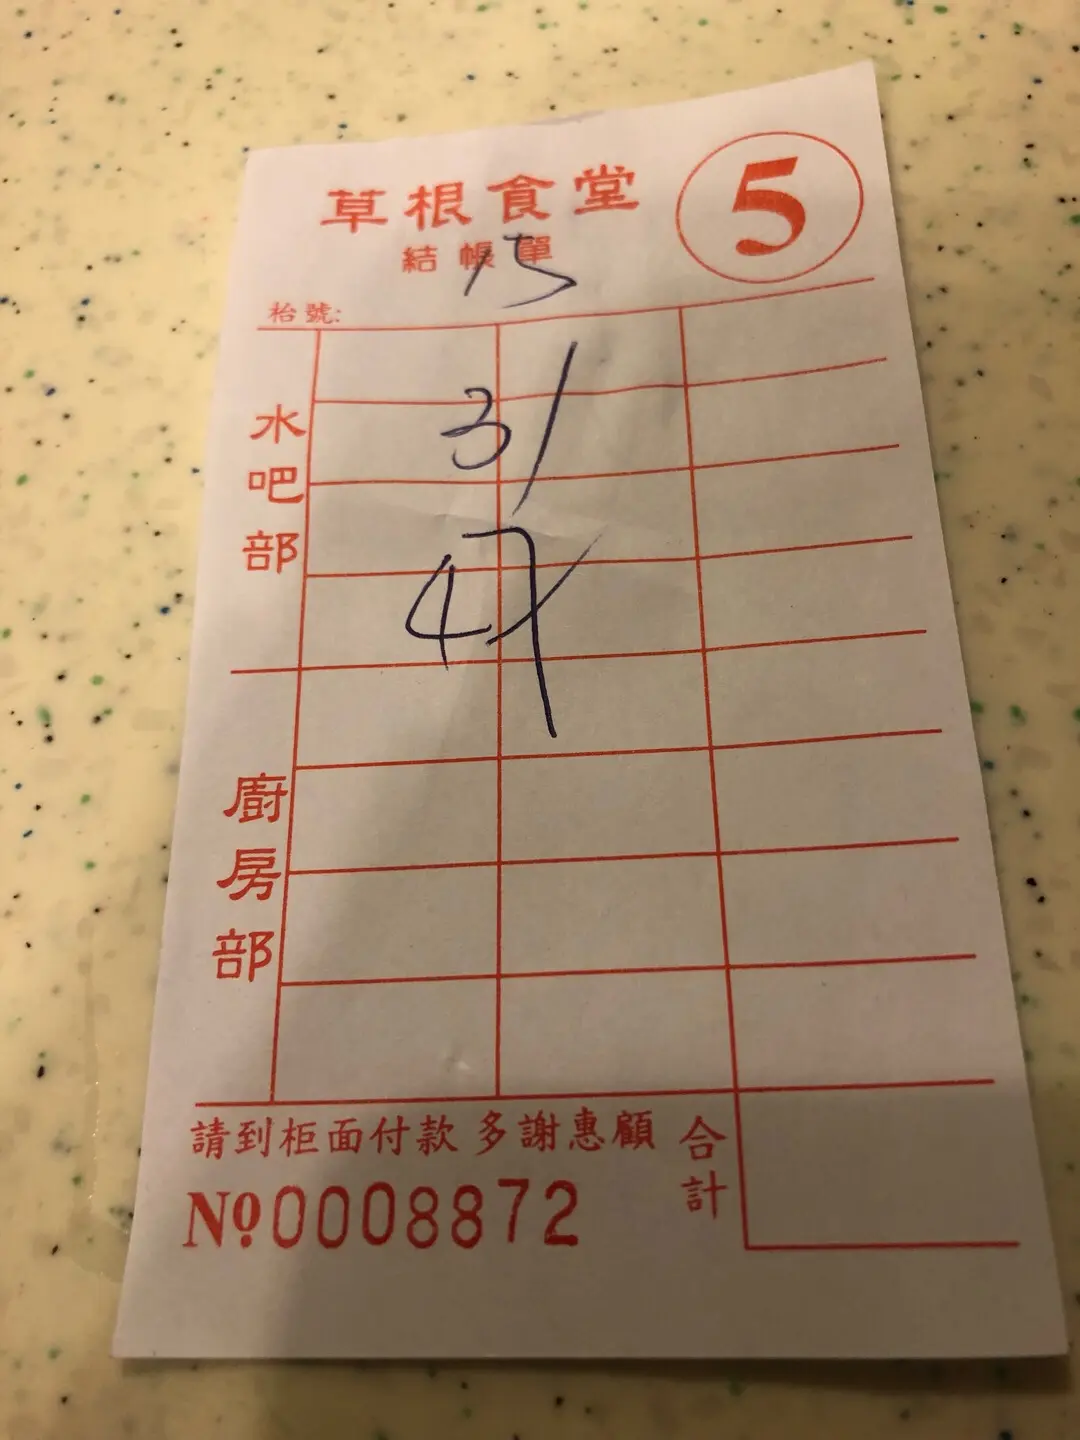 草根食堂
5
結帳單
15
枱號:
水吧部
31
47
廚房部
請到柜面付款 多謝惠顧
合計
№0008872